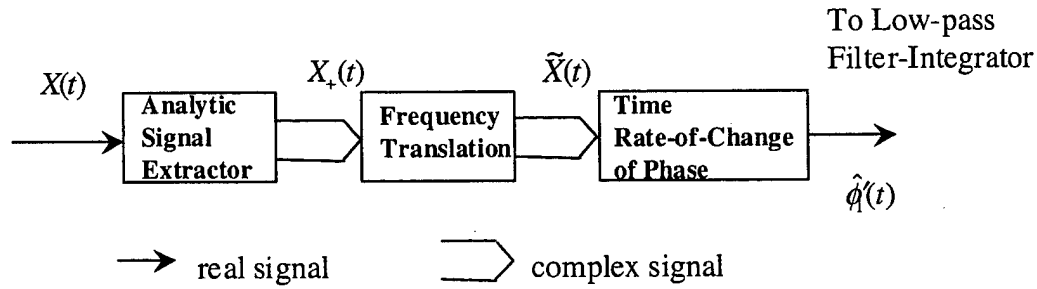 To Low-pass
Filter-Integrator
X(t)
X₊(t)
X̃(t)
Analytic
Signal
Extractor
Frequency
Translation
Time
Rate-of-Change
of Phase
ϕ̂₁′(t)
real signal
complex signal